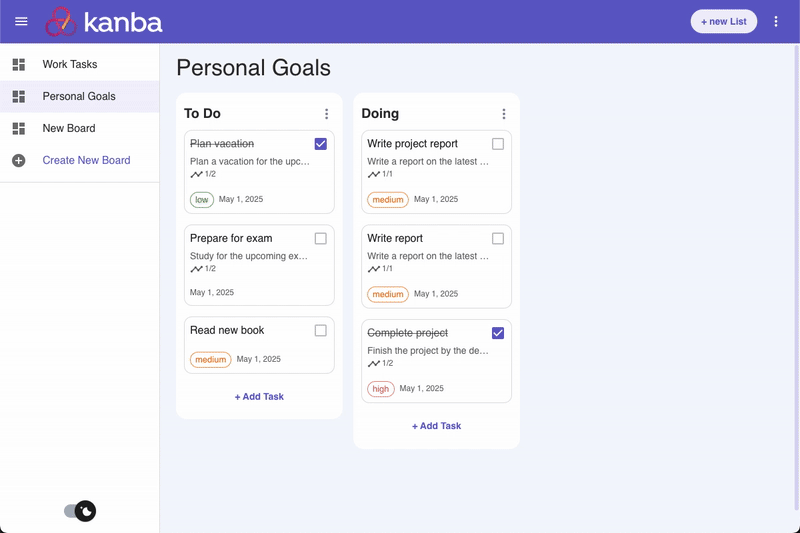 kanba
+ new List
Work Tasks
Personal Goals
New Board
Create New Board
Personal Goals
To Do
Plan vacation
Plan a vacation for the upc...
1/2
low May 1, 2025
Prepare for exam
Study for the upcoming ex...
1/2
May 1, 2025
Read new book
medium May 1, 2025
+ Add Task
Doing
Write project report
Write a report on the latest ...
1/1
medium May 1, 2025
Write report
Write a report on the latest ...
1/1
medium May 1, 2025
Complete project
Finish the project by the de...
1/2
high May 1, 2025
+ Add Task